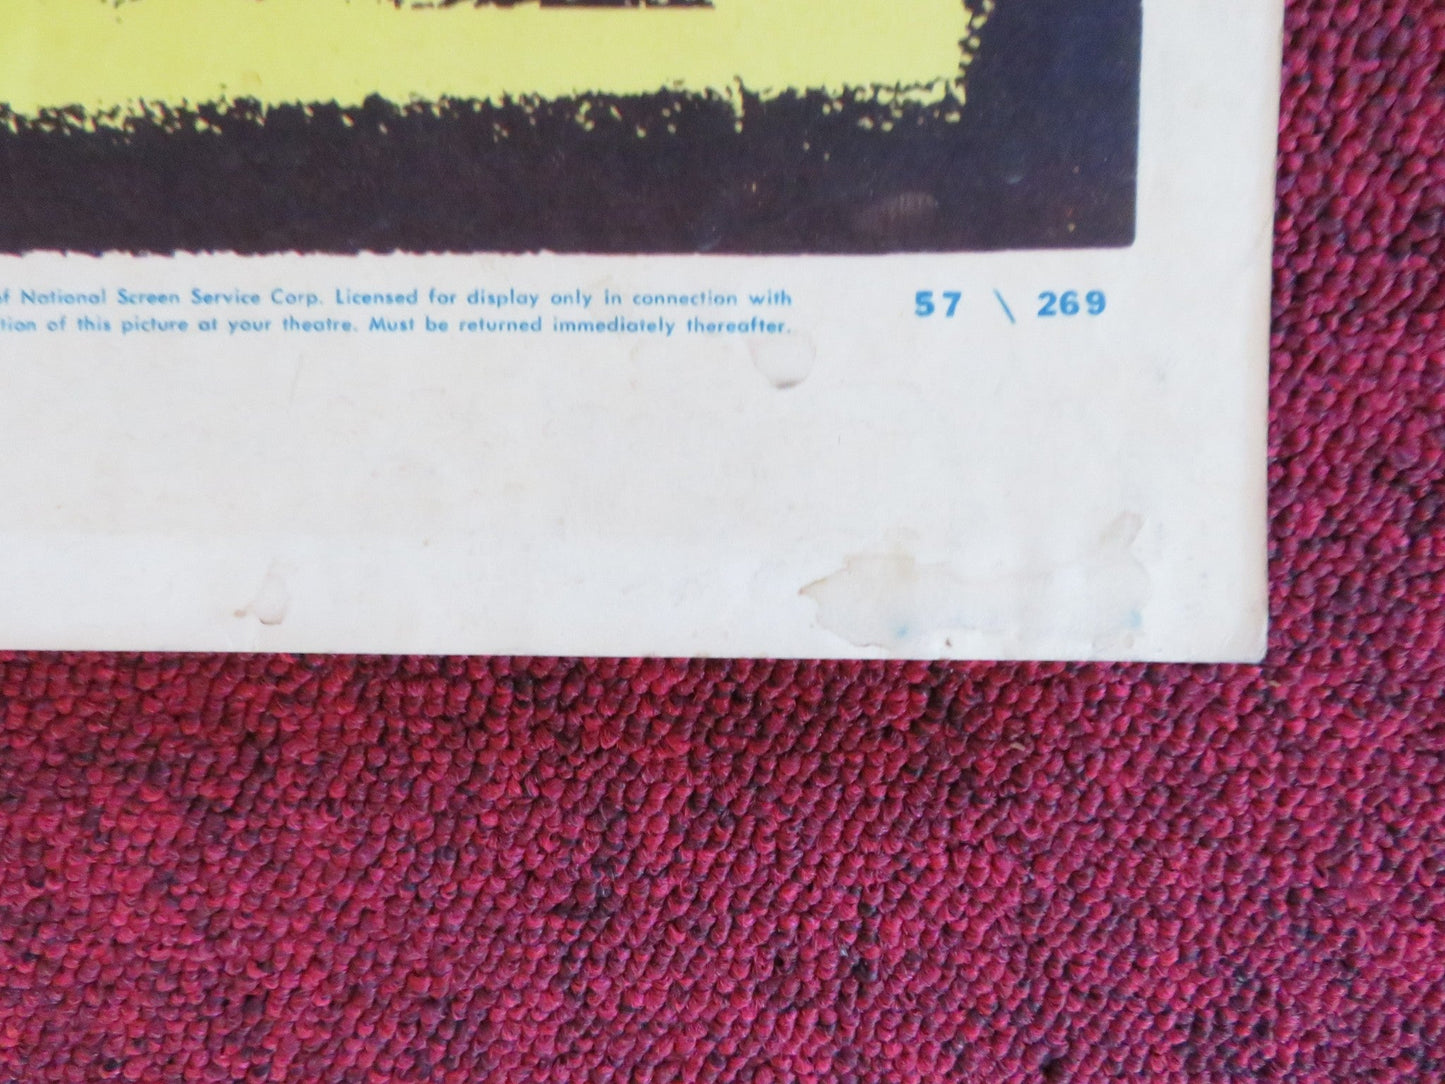 of National Screen Service Corp. Licensed for display only in connection with
tion of this picture at your theatre. Must be returned immediately thereafter.
57 \ 269